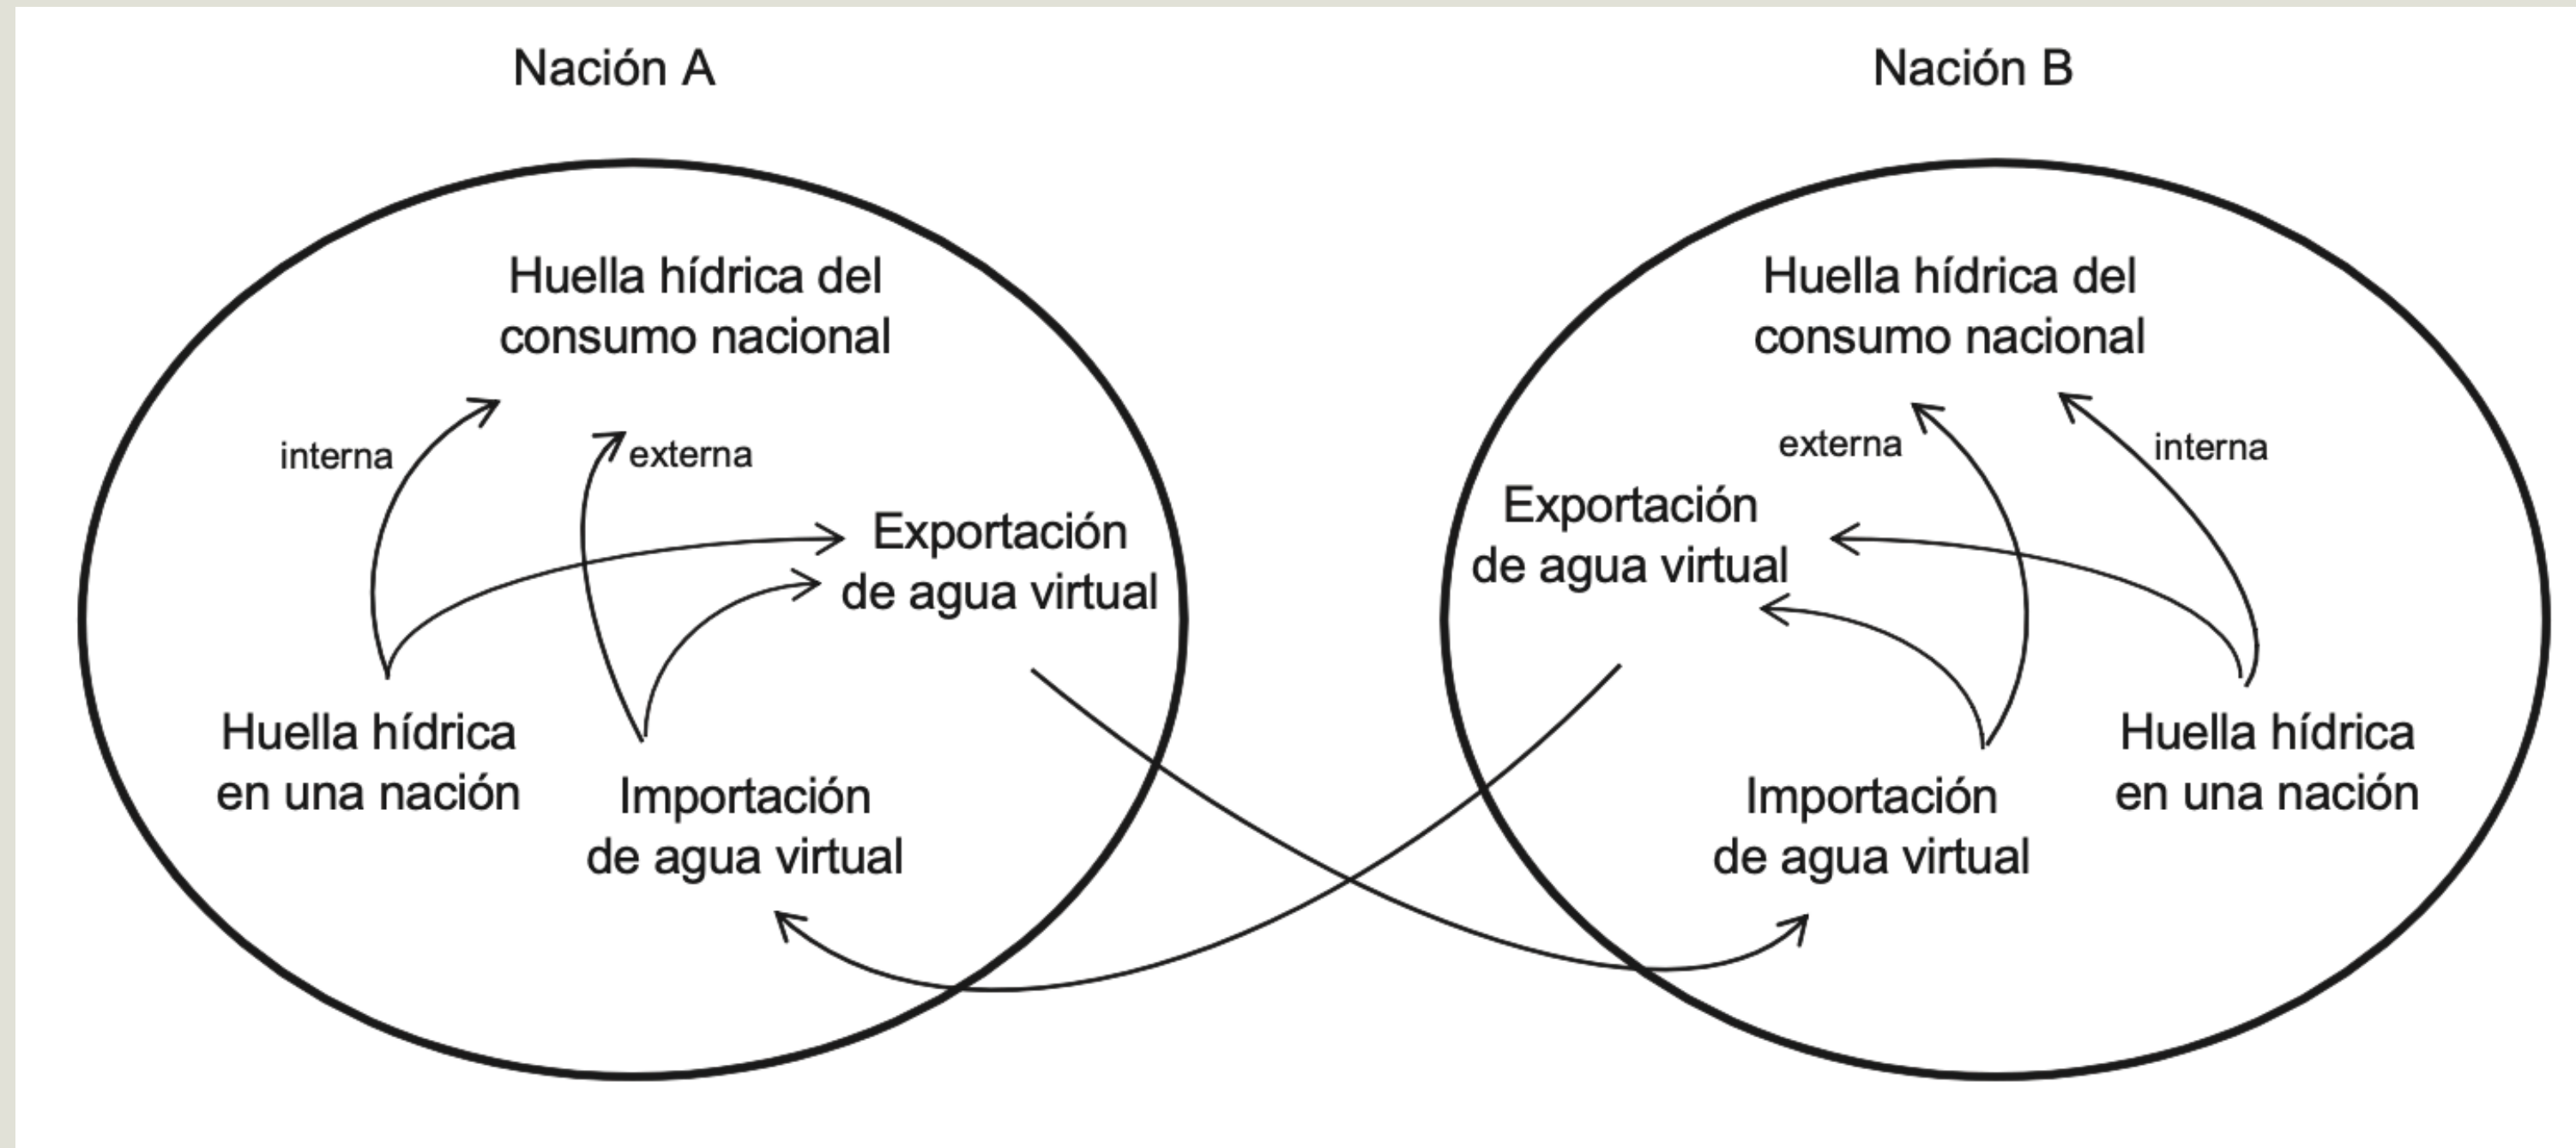 Nación A
Huella hídrica del
consumo nacional
interna
externa
Exportación
de agua virtual
Huella hídrica
en una nación
Importación
de agua virtual
Nación B
Huella hídrica del
consumo nacional
externa
interna
Exportación
de agua virtual
Importación
de agua virtual
Huella hídrica
en una nación